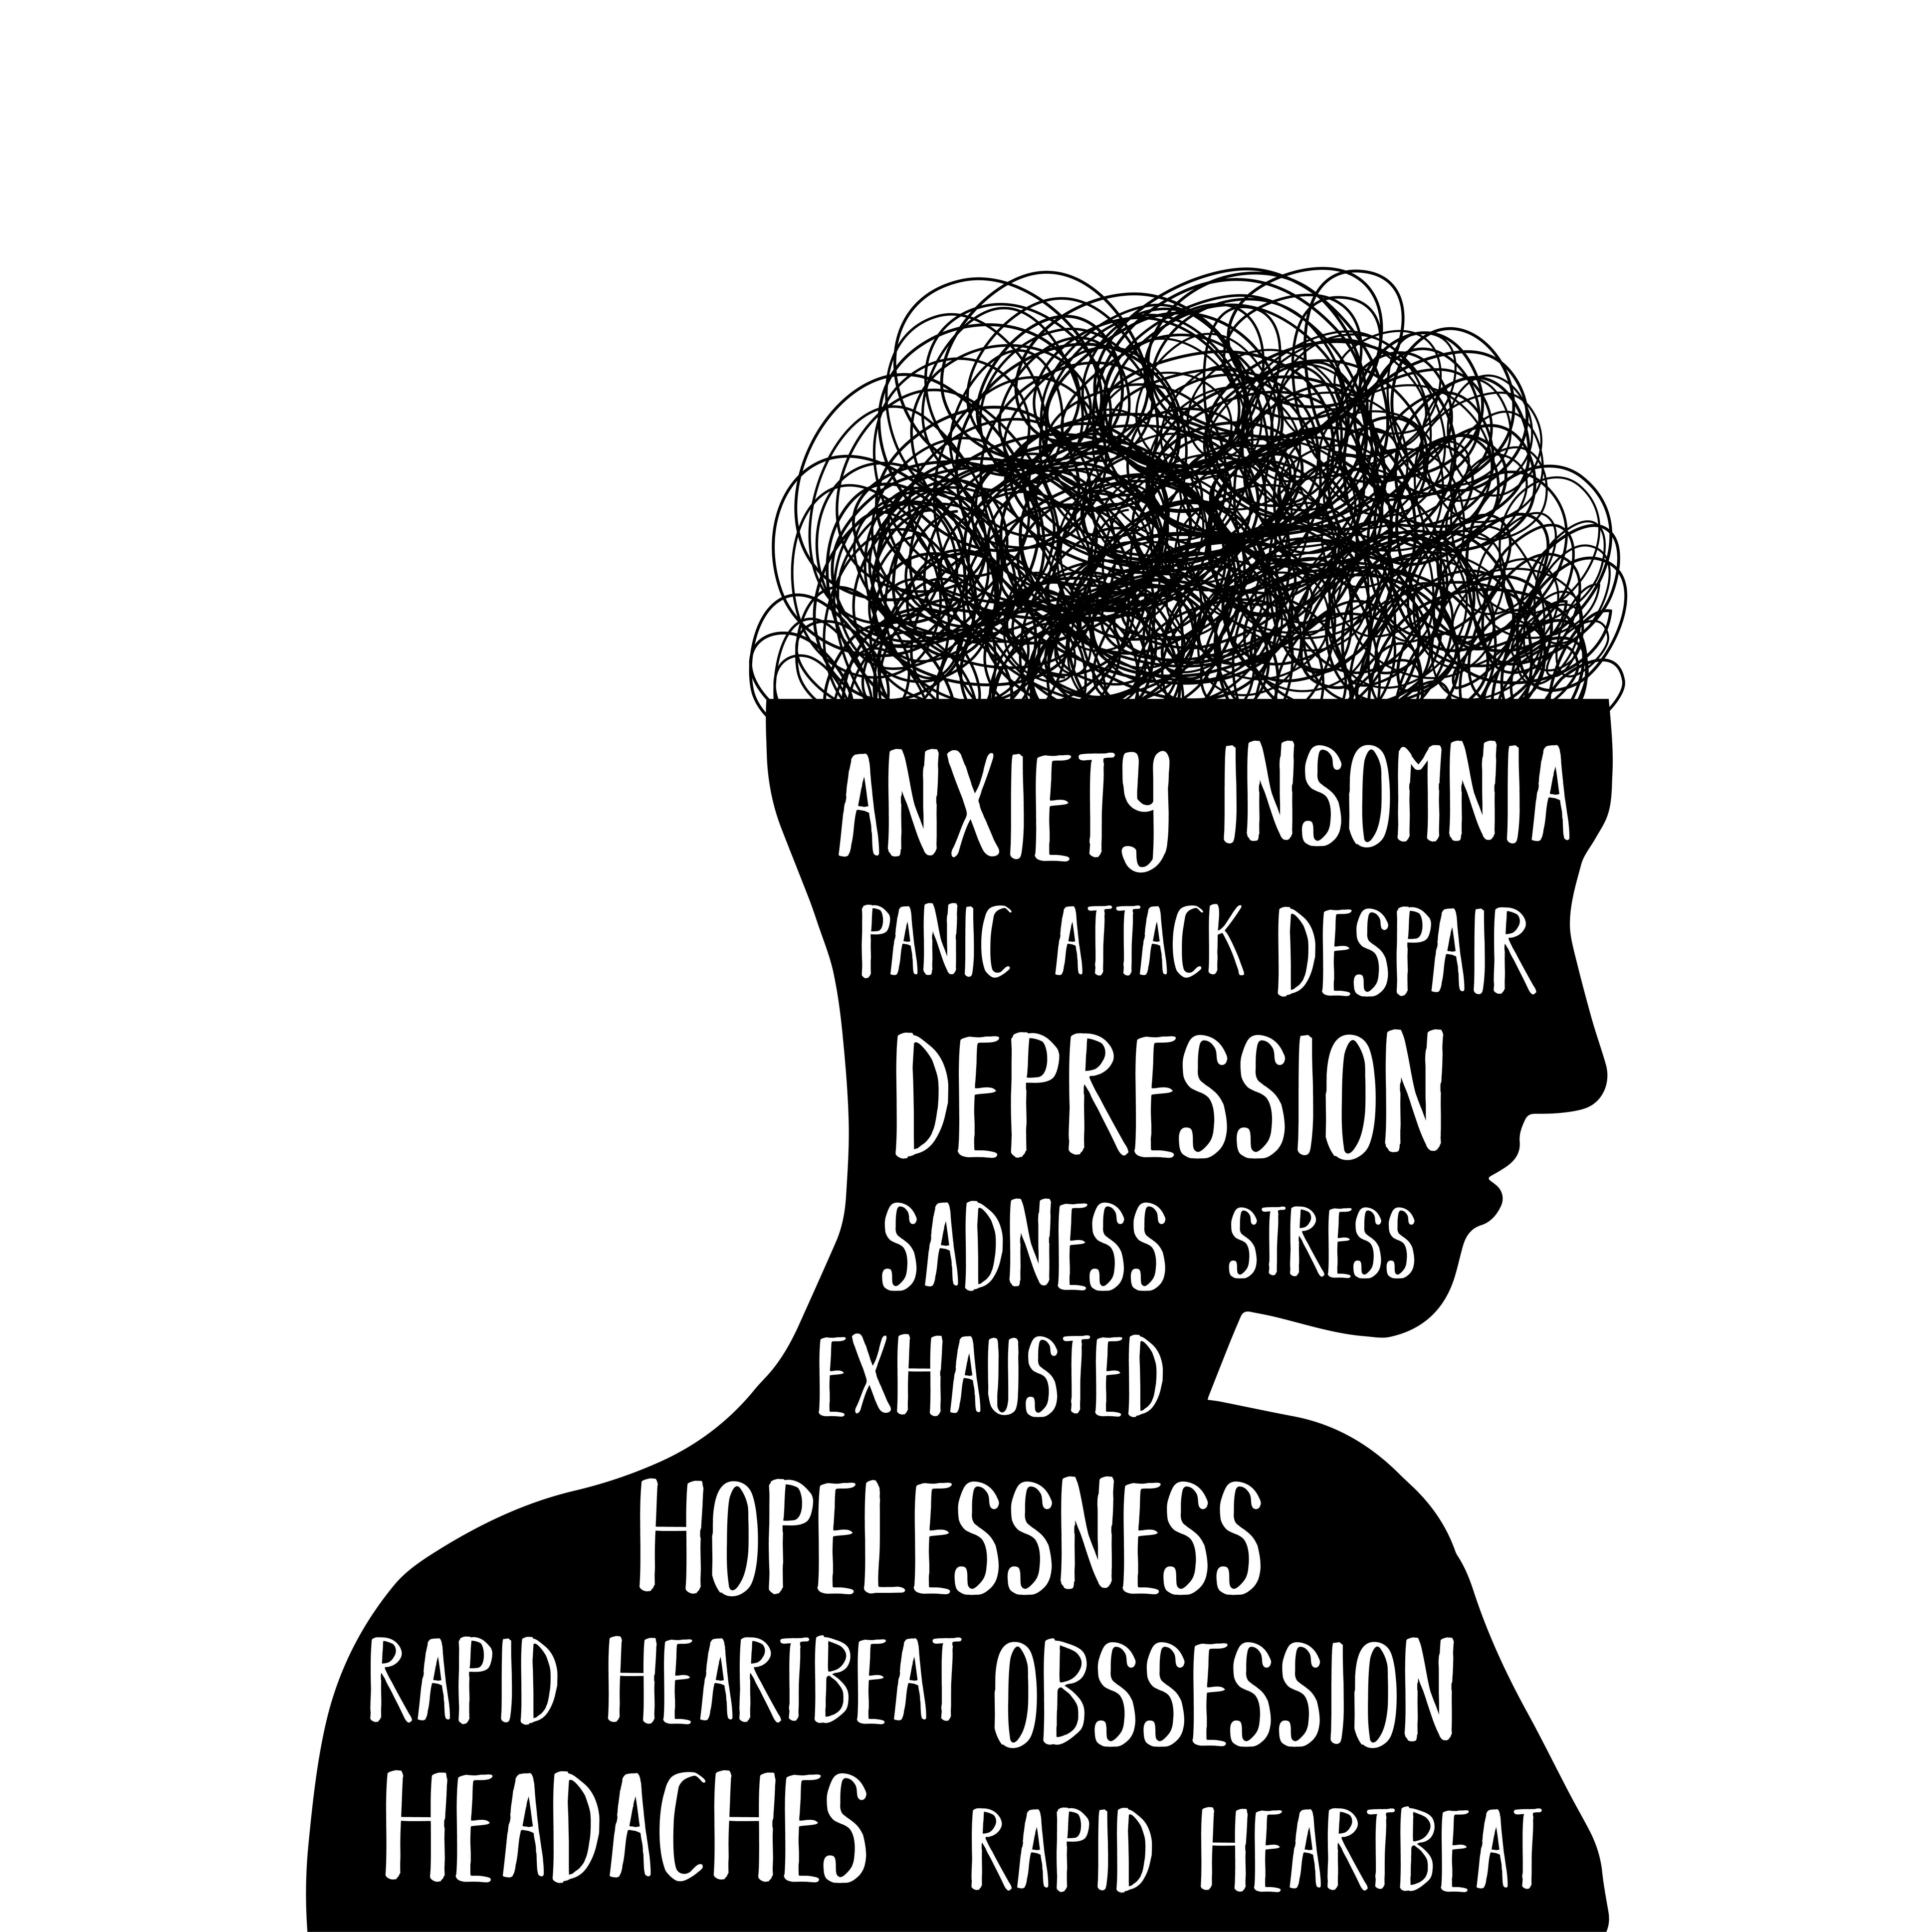 ANXIETY INSOMNIA
PANIC ATTACK DESPAIR
DEPRESSION
SADNESS STRESS
EXHAUSTED
HOPELESSNESS
RAPID HEARTBEAT OBSSESSION
HEADACHES RAPID HEARTBEAT